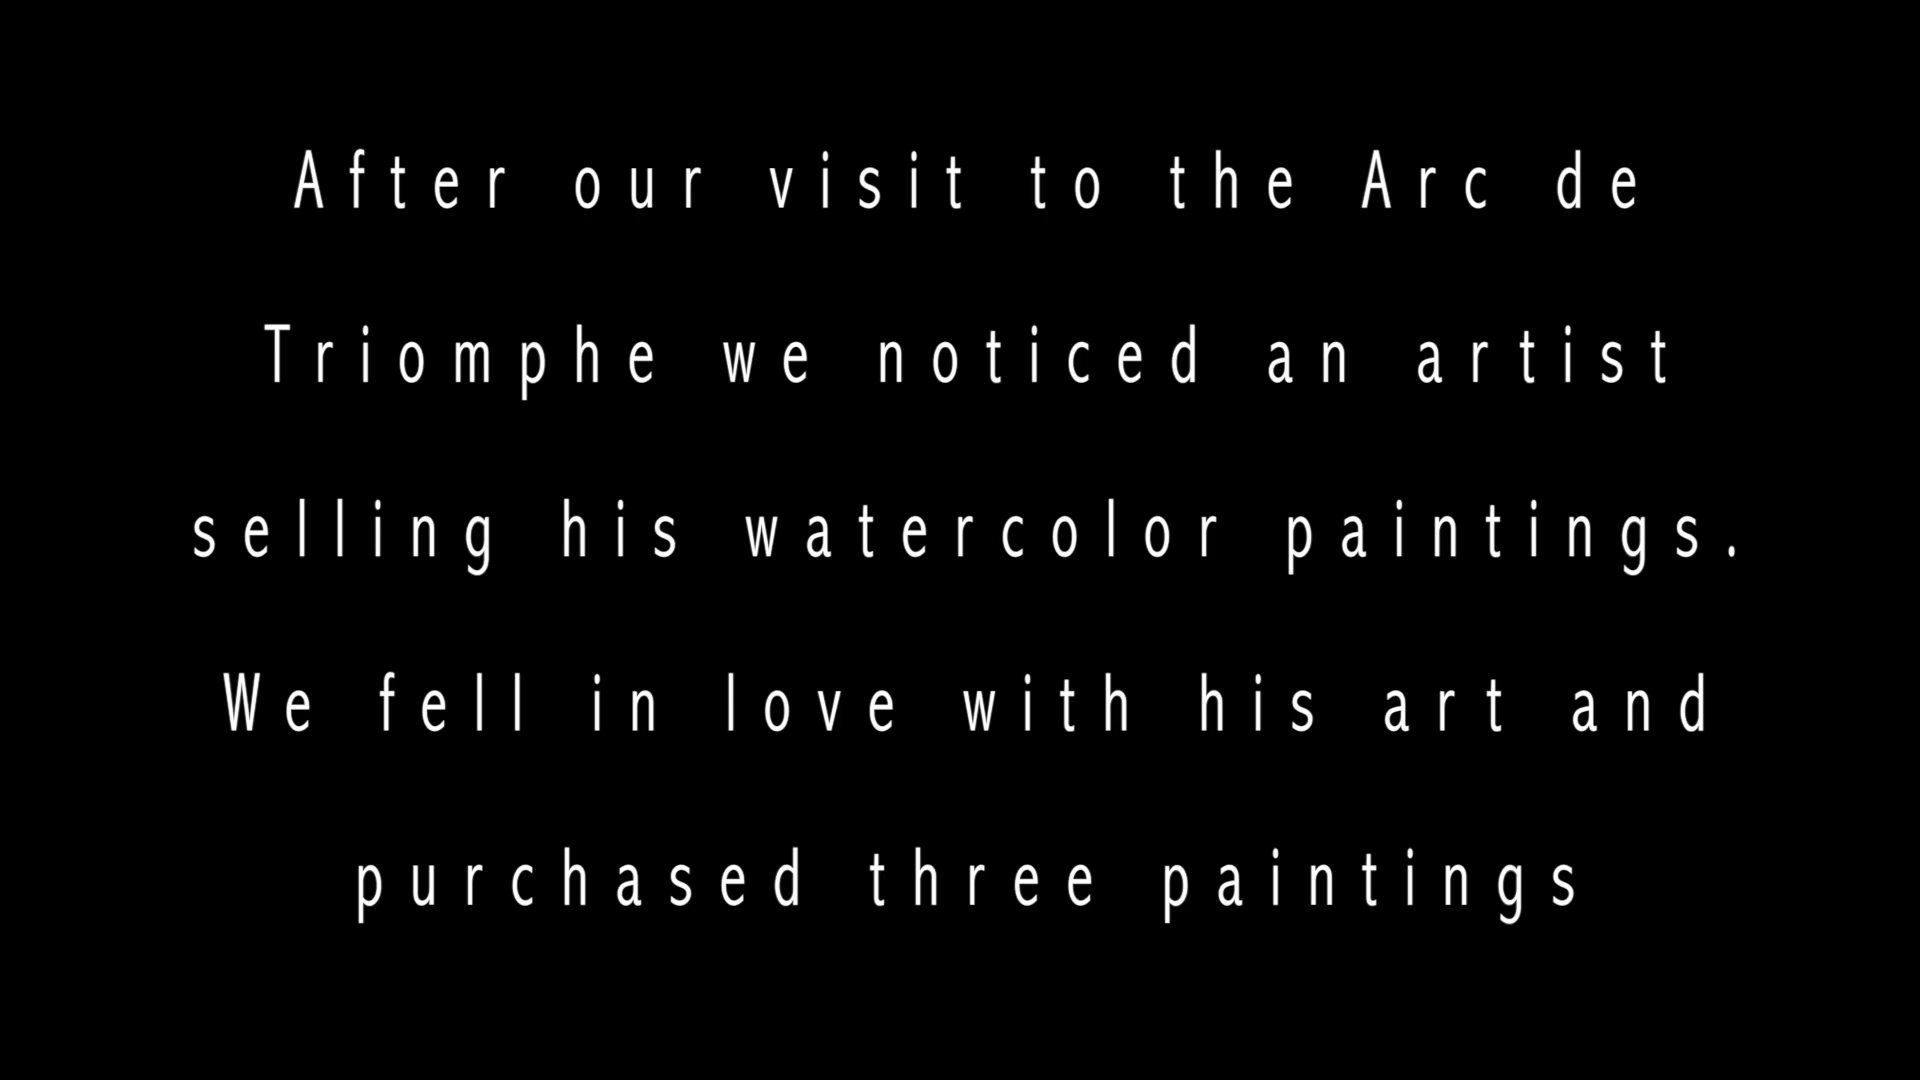 After our visit to the Arc de
Triomphe we noticed an artist
selling his watercolor paintings.
We fell in love with his art and
purchased three paintings